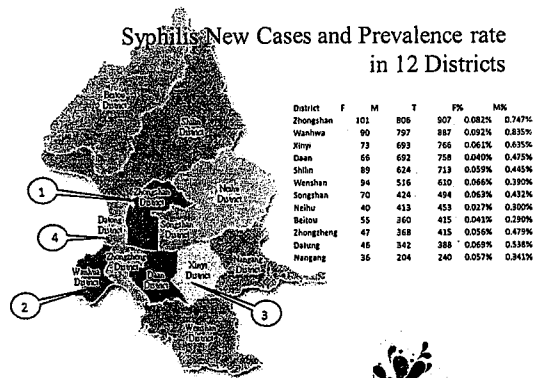 Syphilis New Cases and Prevalence rate
in 12 Districts
District F M T F% M%
Zhongshan 101 806 907 0.082% 0.747%
Wanhwa 90 797 887 0.092% 0.835%
Xinyi 73 693 766 0.061% 0.635%
Daan 66 692 758 0.040% 0.475%
Shilin 89 624 713 0.059% 0.445%
Wenshan 94 516 610 0.066% 0.390%
Songshan 70 424 494 0.063% 0.432%
Neihu 40 413 453 0.027% 0.300%
Beitou 55 360 415 0.041% 0.290%
Zhongzheng 47 368 415 0.056% 0.479%
Datung 46 342 388 0.069% 0.538%
Nangang 36 204 240 0.057% 0.341%
Beitou
District
Shilin
District
1
Zhongshan
District
Neihu
District
Datong
District
Songshan
District
4
Zhongzheng
District
Wanhua
District
Daan
District
Xinyi
District
Nangang
District
2
3
Wenshan
District